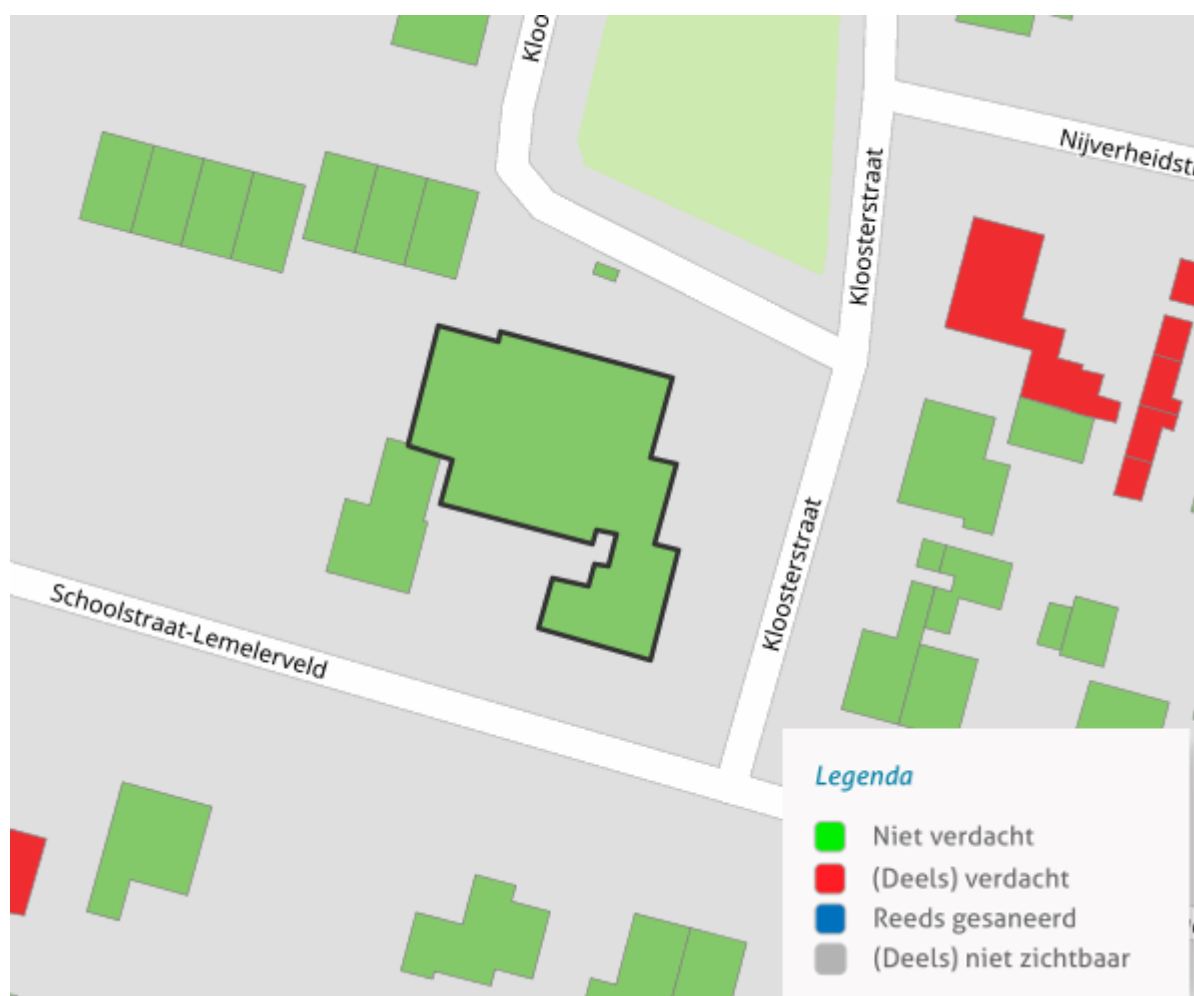 Kloo
Nijverheidst
Kloosterstraat
Kloosterstraat
Schoolstraat-Lemelerveld
Legenda
Niet verdacht
(Deels) verdacht
Reeds gesaneerd
(Deels) niet zichtbaar